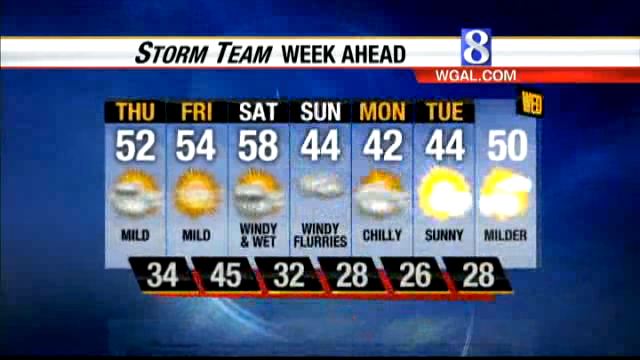 STORM TEAM WEEK AHEAD 8
WGAL.COM
THU FRI SAT SUN MON TUE WED
52 54 58 44 42 44 50
MILD MILD WINDY & WET WINDY FLURRIES CHILLY SUNNY MILDER
34 45 32 28 26 28